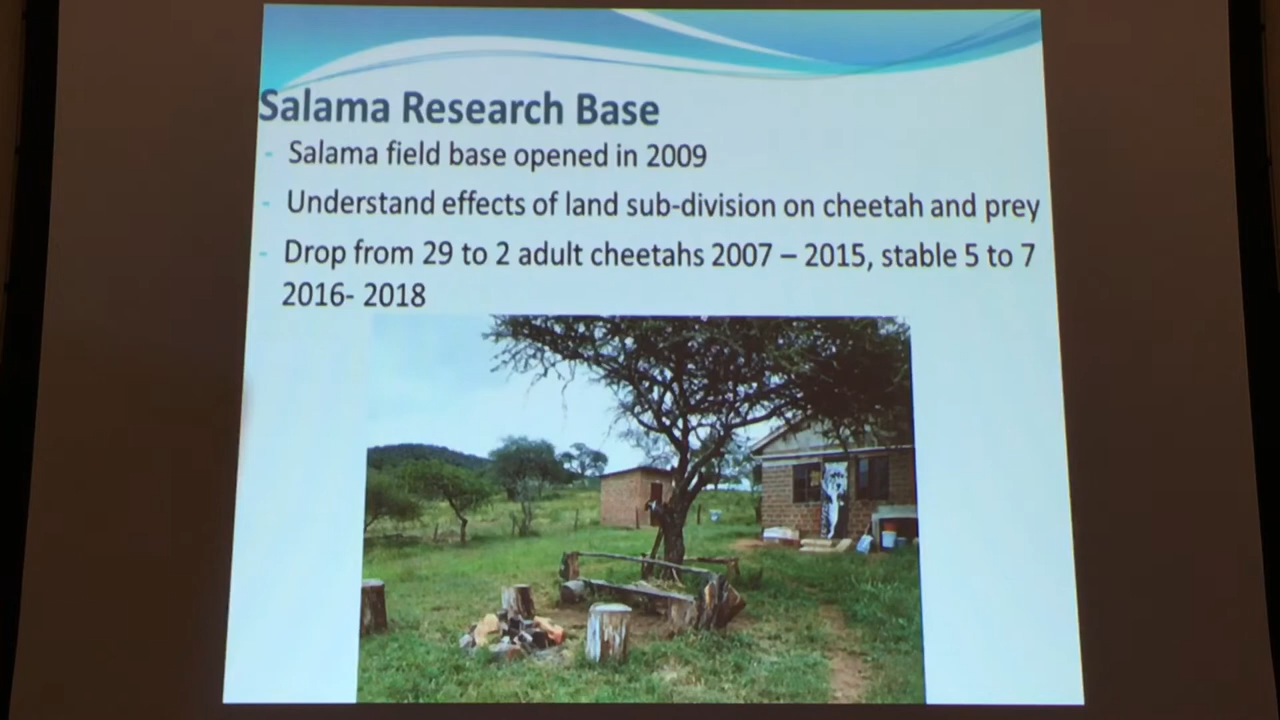 Salama Research Base
- Salama field base opened in 2009
- Understand effects of land sub-division on cheetah and prey
- Drop from 29 to 2 adult cheetahs 2007 – 2015, stable 5 to 7
2016- 2018